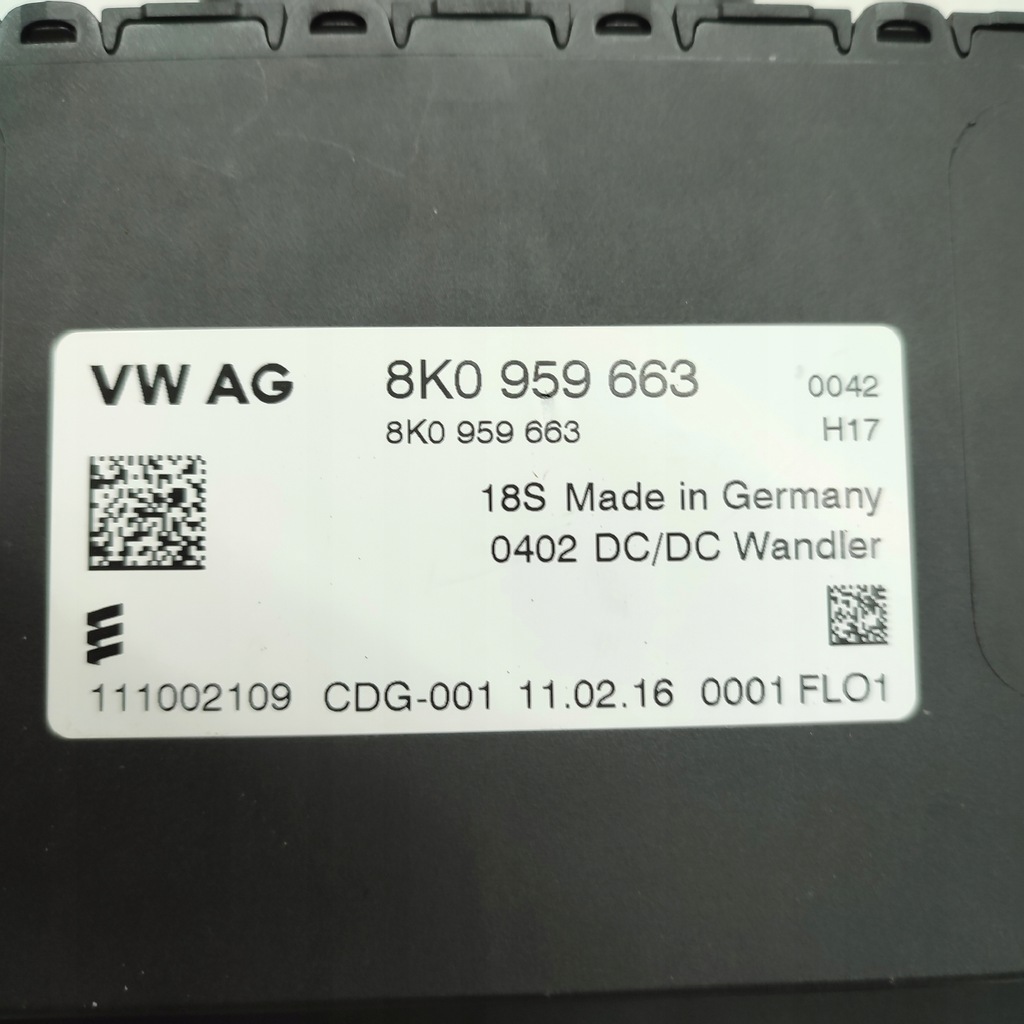 VW AG 8K0 959 663 0042
8K0 959 663 H17
18S Made in Germany
0402 DC/DC Wandler
111002109 CDG-001 11.02.16 0001 FLO1